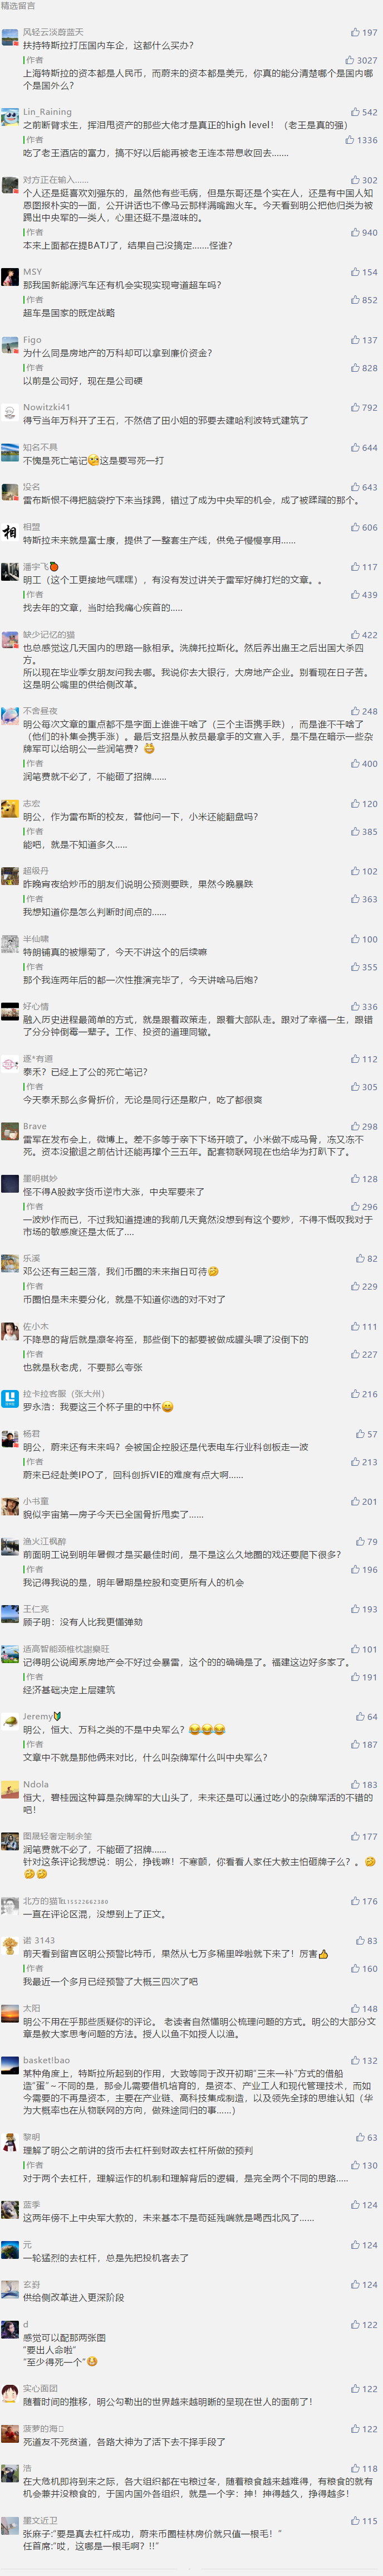 精选留言
风轻云淡蔚蓝天 197
扶持特斯拉打压国内车企，这都什么买办？
作者 3027
上海特斯拉的资本都是人民币，而蔚来的资本都是美元，你真的能分清楚哪个是国内哪
个是国外么？
Lin_Raining 542
之前断臂求生，挥泪甩资产的那些大佬才是真正的high level！（老王是真的强）
作者 1336
吃了老王酒店的富力，搞不好以后能再被老王连本带息收回去.......
对方正在输入...... 302
个人还是挺喜欢刘强东的，虽然他有些毛病，但是东哥还是个实在人，还是有中国人知
恩图报朴实的一面，公开讲话也不像马云那样满嘴跑火车。今天看到明公把他归类为被
踢出中央军的一类人，心里还挺不是滋味的。
作者 940
本来上面都在提BATJ了，结果自己没搞定.......怪谁？
MSY 154
那我国新能源汽车还有机会实现实现弯道超车吗？
作者 852
超车是国家的既定战略
Figo 137
为什么同是房地产的万科却可以拿到廉价资金？
作者 828
以前是公司好，现在是公司硬
Nowitzki41 792
得亏当年万科开了王石，不然信了田小姐的邪要去建哈利波特式建筑了
知名不具 644
不愧是死亡笔记🧐这是要写死一打
垃名 643
雷布斯恨不得把脑袋拧下来当球踢，错过了成为中央军的机会，成了被蹂躏的那个。
相盟 606
特斯拉未来就是富士康，提供了一整套生产线，供兔子慢慢享用......
潘宇飞🍊 117
明工（这个工更接地气嘿嘿），有没有发过讲关于雷军好牌打烂的文章。。
作者 439
找去年的文章，当时给我痛心疾首的.....
缺少记忆的猫 422
也总感觉这几天国内的思路一脉相承。洗牌托拉斯化。然后养出蛊王之后出国大杀四
方。
所以现在毕业季女朋友问我去哪。我说你去大银行，大房地产企业。别看现在日子苦。
这是明公嘴里的供给侧改革。
不舍昼夜 248
明公每次文章的重点都不是字面上谁谁干啥了（三个主语携手跌），而是谁不干啥了
（他们的补集会携手涨）。最后支招是从教员最拿手的文宣入手，是不是在暗示一些杂
牌军可以给明公一些润笔费？😆
作者 400
润笔费就不必了，不能砸了招牌......
志宏 120
明公，作为雷布斯的校友，替他问一下，小米还能翻盘吗？
作者 385
能吧，就是不知道多久.....
超级丹 102
昨晚宵夜给炒币的朋友们说明公预测要跌，果然今晚暴跌
作者 363
我想知道你是怎么判断时间点的......
半仙啸 100
特朗铺真的被爆菊了，今天不讲这个的后续嘛
作者 355
那个我连两年后的都一次性推演完毕了，今天讲啥马后炮？
好心情 336
融入历史进程最简单的方式，就是跟着政策走，跟着大部队走。跟对了幸福一生，跟错
了分分钟倒霉一辈子。工作、投资的道理同辙。
逐*有道 112
泰禾？已经上了公的死亡笔记？
作者 305
今天泰禾那么多骨折价，无论是同行还是散户，吃了都很爽
Brave 298
雷军在发布会上，微博上。差不多等于亲下下场开喷了。小米做不成马骨，冻又冻不
死。资本没撤退之前估计还能再撑个三五年。配套物联网现在也给华为打趴下了。
星明棋妙 128
怪不得A股数字货币逆市大涨，中央军要来了
作者 296
一波炒作而已，不过我知道提速的我前几天竟然没想到有这个要炒，不得不慨叹我对于
市场的敏感度还是太低了....
乐溪 82
邓公还有三起三落，我们币圈的未来指日可待🤔
作者 229
币圈怕是未来要分化，就是不知道你选的对不对了
佐小木 111
不降息的背后就是凛冬将至，那些倒下的都要被做成罐头喂了没倒下的
作者 227
也就是秋老虎，不要那么夸张
拉卡拉客服（张大州） 216
罗永浩：我要这三个杯子里的中杯😄
杨君 57
明公，蔚来还有未来吗？会被国企控股还是代表电车行业科创板走一波
作者 213
蔚来已经赴美IPO了，回科创拆VIE的难度有点大啊......
小书童 201
貌似宇宙第一房子今天已全国骨折甩卖了......
渔火江枫醉 79
前面明工说到明年暑假才是买最佳时间，是不是这么久地圈的戏还要爬下很多？
作者 196
我记得我说的是，明年暑期是控股和变更所有人的机会
王仁亮 193
顾子明：没有人比我更懂弹劾
适高智能颈椎枕謝樂旺 101
记得明公说闽系房地产会不好过会暴雷，这个的的确确是了。福建这边好多家了。
作者 191
经济基础决定上层建筑
Jeremy🔰 64
明公，恒大、万科之类的不是中央军么？😂😂😂
作者 187
文章中不就是那他俩来对比，什么叫杂牌军什么叫中央军么？
Ndola 183
恒大，碧桂园这种算是杂牌军的大山头了，未来还是可以通过吃小的杂牌军活的不错的
吧！
图晟轻奢定制余笙 177
润笔费就不必了，不能砸了招牌......
针对这条评论我想说：明公，挣钱嘛！不寒颤，你看看人家任大教主怕砸牌子么？。🤔
🤔🤔
北方的猫℡15522662380 176
一直在评论区混，没想到上了正文。
诺 3143 83
前天看到留言区明公预警比特币，果然从七万多稀里哗啦就下来了！厉害👍
作者 160
我最近一个多月已经预警了大概三四次了吧
太阳 148
明公不用在乎那些质疑你的评论。 老读者自然懂明公梳理问题的方式。明公的大部分文
章是教大家思考问题的方法。授人以鱼不如授人以渔。
basket!bao 132
某种角度上，特斯拉所起到的作用，大致等同于改开初期“三来一补”方式的借船
造“蛋”～不同的是，那会儿需要借机培育的，是资本、产业工人和现代管理技术，而如
今需要的不再是资本，主要在产业链、高科技集成制造，以及领先全球的思维认知（华
为大概率也在从物联网的方向，做殊途同归的事......）
黎明 63
理解了明公之前讲的货币去杠杆到财政去杠杆所做的预判
作者 130
对于两个去杠杆，理解运作的机制和理解背后的逻辑，是完全两个不同的思路.....
蓝季 124
这两年傍不上中央军大款的，未来基本不是苟延残喘就是喝西北风了......
元 124
一轮猛烈的去杠杆，总是先把投机客去了
玄尀 124
供给侧改革进入更深阶段
d 122
感觉可以配那两张图
“要出人命啦”
“至少得死一个”🐶
实心面团 122
随着时间的推移，明公勾勒出的世界越来越明晰的呈现在世人的面前了！
菠萝的海 122
死道友不死贫道，各路大神为了活下去不择手段了
浩 118
在大危机即将到来之际，各大组织都在屯粮过冬，随着粮食越来越难得，有粮食的就有
机会兼并没粮食的，于国内国外各组织，就是一个字：抻！抻得越久，挣得越多！
墨文近卫 115
张麻子:“要是真去杠杆成功，蔚来币圈桂林房价就只值一根毛！“
任首席:“哎，这哪是一根毛啊？!!”